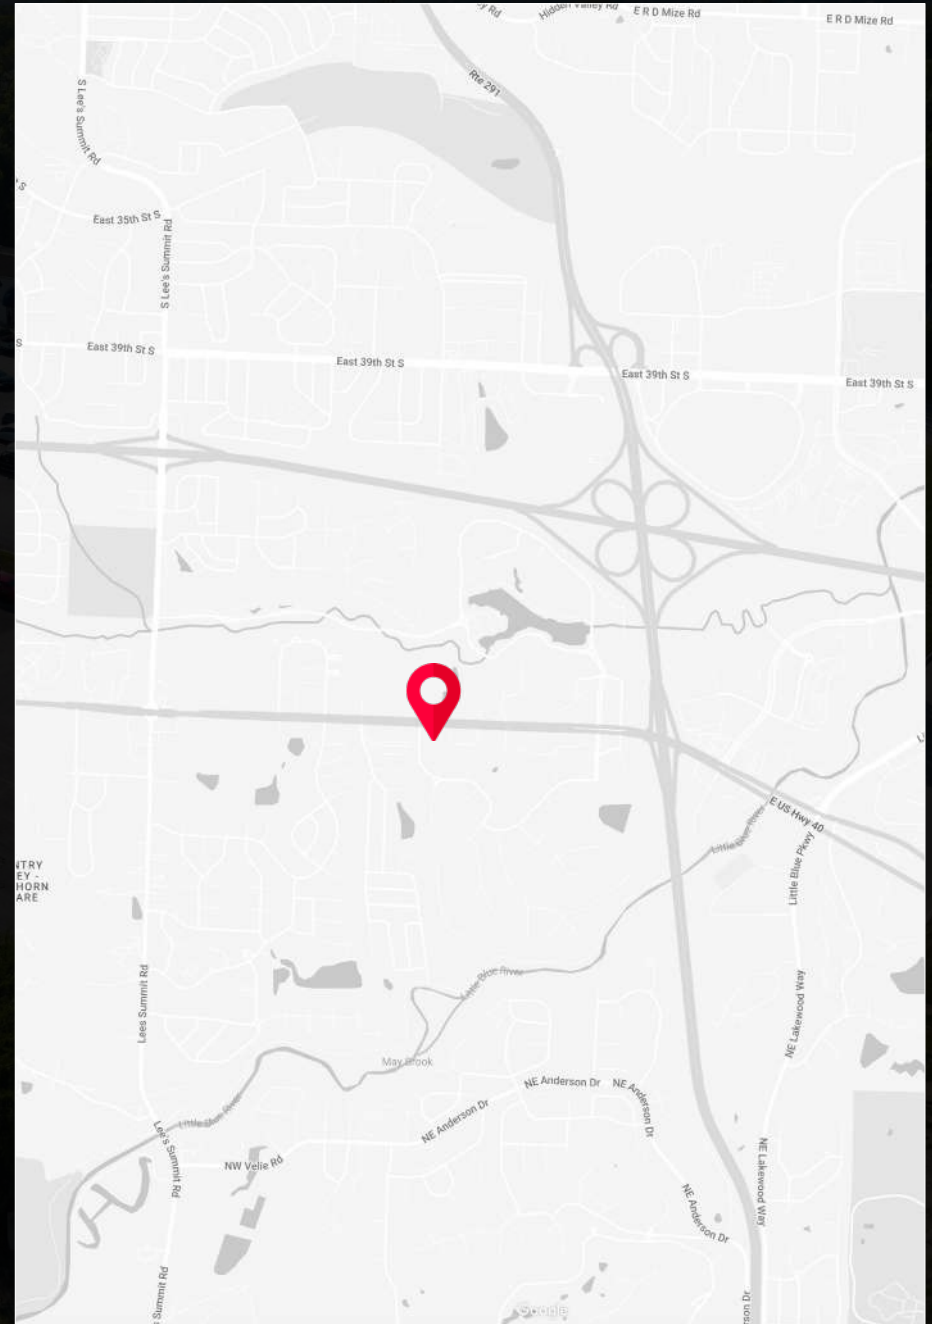 Hidden Valley Rd
E R D Mize Rd
E R D Mize Rd
Rte 291
S Lee's Summit Rd
East 35th St S
S Lee's Summit Rd
S
East 39th St S
East 39th St S
East 39th St S
East 39th St S
E US Hwy 40
Little Blue River
Little Blue Pkwy
NTRY
EY -
HORN
ARE
Lees Summit Rd
Little Blue River
NE Lakewood Way
May Brook
NE Anderson Dr
NE Anderson Dr
NE Anderson Dr
Little Blue River
Lee's Summit Rd
NW Velie Rd
NE Lakewood Way
NE Anderson Dr
Summit Rd
son Dr
Google